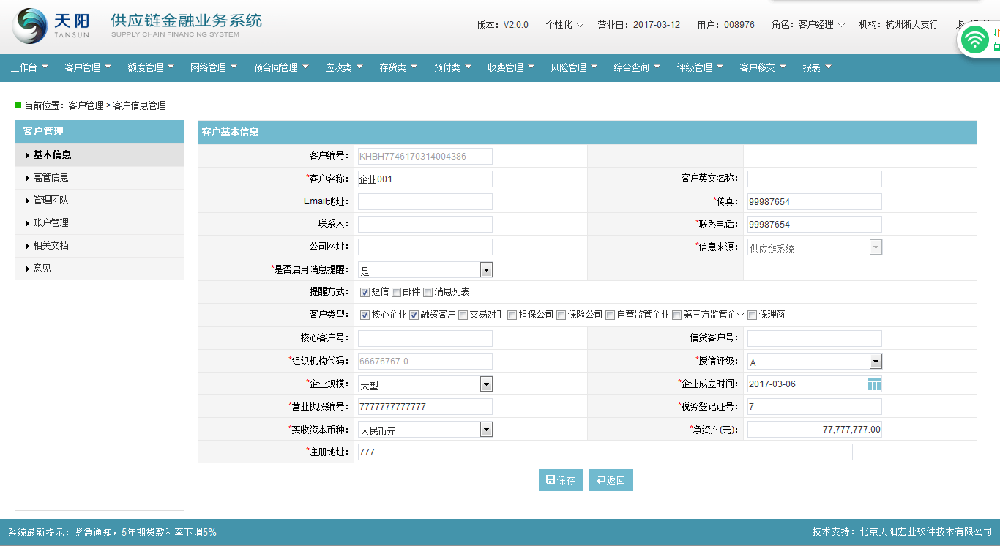 天阳 TANSUN 供应链金融业务系统 SUPPLY CHAIN FINANCING SYSTEM
版本：V2.0.0 个性化 营业日：2017-03-12 用户：008976 角色：客户经理 机构：杭州浙大支行
工作台 客户管理 额度管理 网络管理 预合同管理 应收类 存货类 预付类 收费管理 风险管理 综合查询 评级管理 客户移交 报表
当前位置：客户管理 > 客户信息管理
客户管理
基本信息
高管信息
管理团队
账户管理
相关文档
意见
客户基本信息
客户编号： KHBH7746170314004386
*客户名称： 企业001 客户英文名称：
Email地址： *传真： 99987654
联系人： *联系电话： 99987654
公司网址： *信息来源： 供应链系统
*是否启用消息提醒： 是
提醒方式： 短信 邮件 消息列表
客户类型： 核心企业 融资客户 交易对手 担保公司 保险公司 自营监管企业 第三方监管企业 保理商
核心客户号： 信贷客户号：
*组织机构代码： 66676767-0 *授信评级： A
*企业规模： 大型 *企业成立时间： 2017-03-06
*营业执照编号： 7777777777777 *税务登记证号： 7
*实收资本币种： 人民币元 *净资产(元)： 77,777,777.00
*注册地址： 777
保存 返回
系统最新提示：紧急通知，5年期贷款利率下调5% 技术支持：北京天阳宏业软件技术有限公司